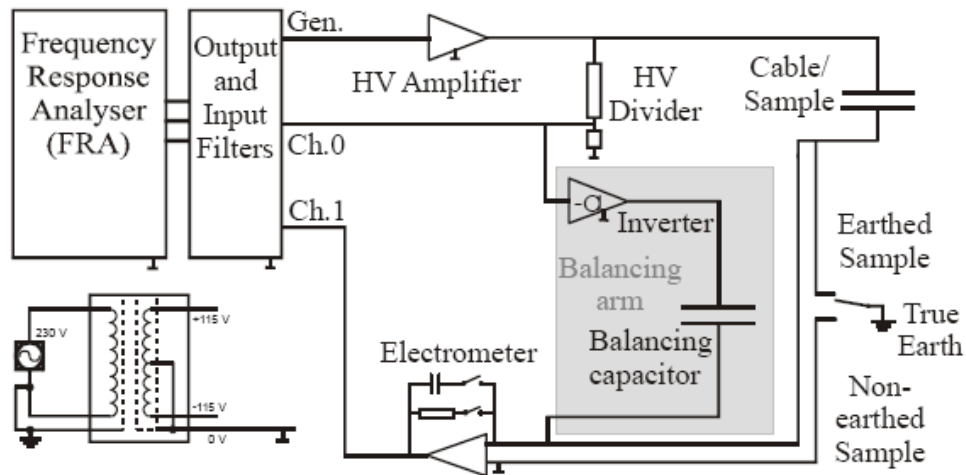 Frequency
Response
Analyser
(FRA)
Output
and
Input
Filters
Gen.
Ch.0
Ch.1
HV Amplifier
HV
Divider
Cable/
Sample
-a
Inverter
Balancing
arm
Balancing
capacitor
Earthed
Sample
True
Earth
Non-
earthed
Sample
Electrometer
230 V
+115 V
-115 V
0 V